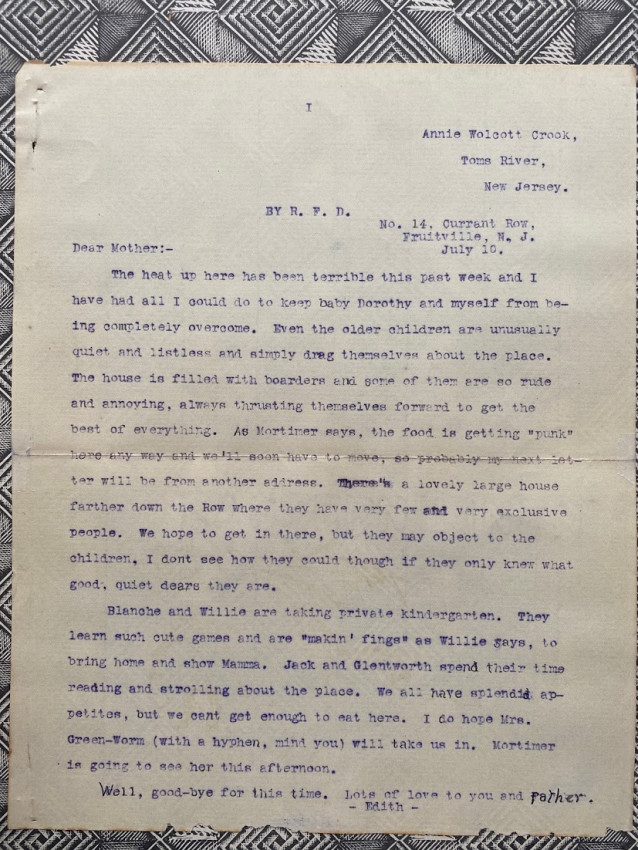 I
Annie Wolcott Crook,
Toms River,
New Jersey.
BY R. F. D.
No. 14, Currant Row,
Fruitville, N. J.
July 10.
Dear Mother:-
The heat up here has been terrible this past week and I
have had all I could do to keep baby Dorothy and myself from be-
ing completely overcome. Even the older children are unusually
quiet and listless and simply drag themselves about the place.
The house is filled with boarders and some of them are so rude
and annoying, always thrusting themselves forward to get the
best of everything. As Mortimer says, the food is getting "punk"
here any way and we'll soon have to move, so probably my next let-
ter will be from another address. There's a lovely large house
farther down the Row where they have very few and very exclusive
people. We hope to get in there, but they may object to the
children, I dont see how they could though if they only knew what
good, quiet dears they are.
Blanche and Willie are taking private kindergarten. They
learn such cute games and are "makin' fings" as Willie says, to
bring home and show Mamma. Jack and Glentworth spend their time
reading and strolling about the place. We all have splendid ap-
petites, but we cant get enough to eat here. I do hope Mrs.
Green-Worm (with a hyphen, mind you) will take us in. Mortimer
is going to see her this afternoon.
Well, good-bye for this time. Lots of love to you and Father.
- Edith -